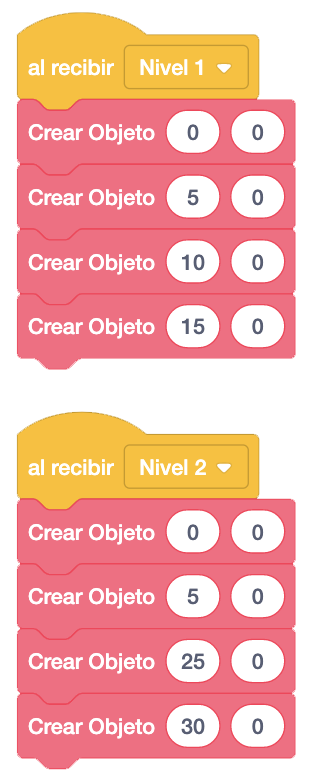 al recibir Nivel 1
Crear Objeto 0 0
Crear Objeto 5 0
Crear Objeto 10 0
Crear Objeto 15 0
al recibir Nivel 2
Crear Objeto 0 0
Crear Objeto 5 0
Crear Objeto 25 0
Crear Objeto 30 0